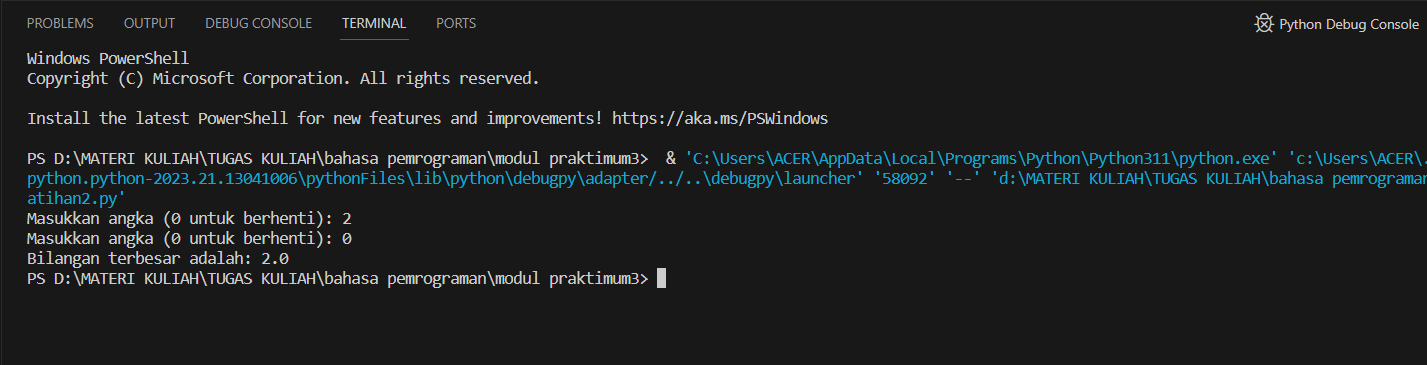 PROBLEMS OUTPUT DEBUG CONSOLE TERMINAL PORTS Python Debug Console
Windows PowerShell
Copyright (C) Microsoft Corporation. All rights reserved.
Install the latest PowerShell for new features and improvements! https://aka.ms/PSWindows
PS D:\MATERI KULIAH\TUGAS KULIAH\bahasa pemrograman\modul praktimum3>  & 'C:\Users\ACER\AppData\Local\Programs\Python\Python311\python.exe' 'c:\Users\ACER\.
python.python-2023.21.13041006\pythonFiles\lib\python\debugpy\adapter/../..\debugpy\launcher' '58092' '--' 'd:\MATERI KULIAH\TUGAS KULIAH\bahasa pemrograman
atihan2.py'
Masukkan angka (0 untuk berhenti): 2
Masukkan angka (0 untuk berhenti): 0
Bilangan terbesar adalah: 2.0
PS D:\MATERI KULIAH\TUGAS KULIAH\bahasa pemrograman\modul praktimum3>